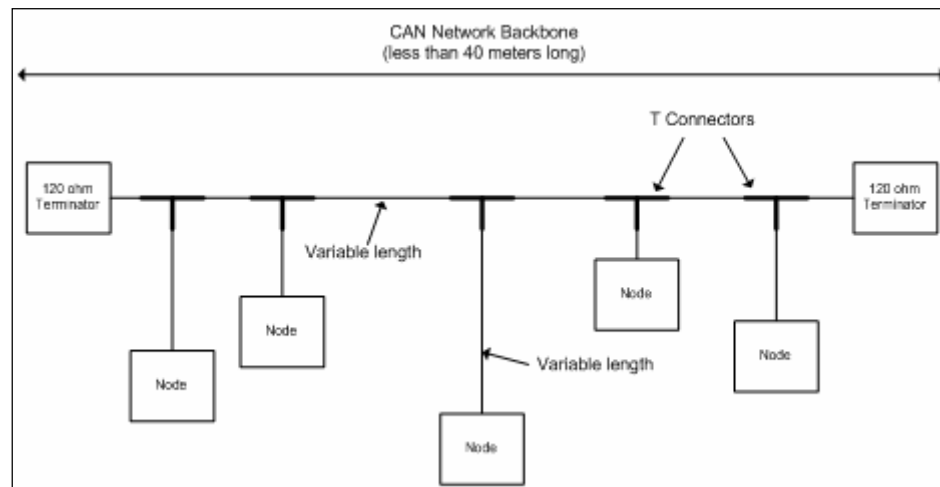 CAN Network Backbone
(less than 40 meters long)
T Connectors
120 ohm
Terminator
120 ohm
Terminator
Variable length
Node
Node
Node
Node
Variable length
Node